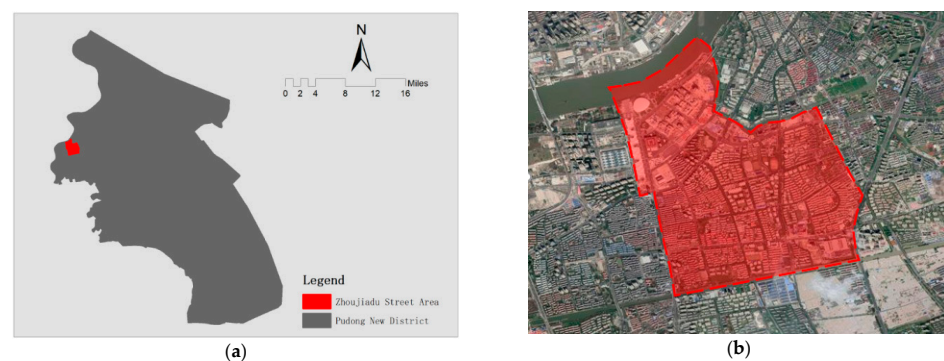 N
Miles
0 2 4 8 12 16
Legend
Zhoujiadu Street Area
Pudong New District
(a)
(b)